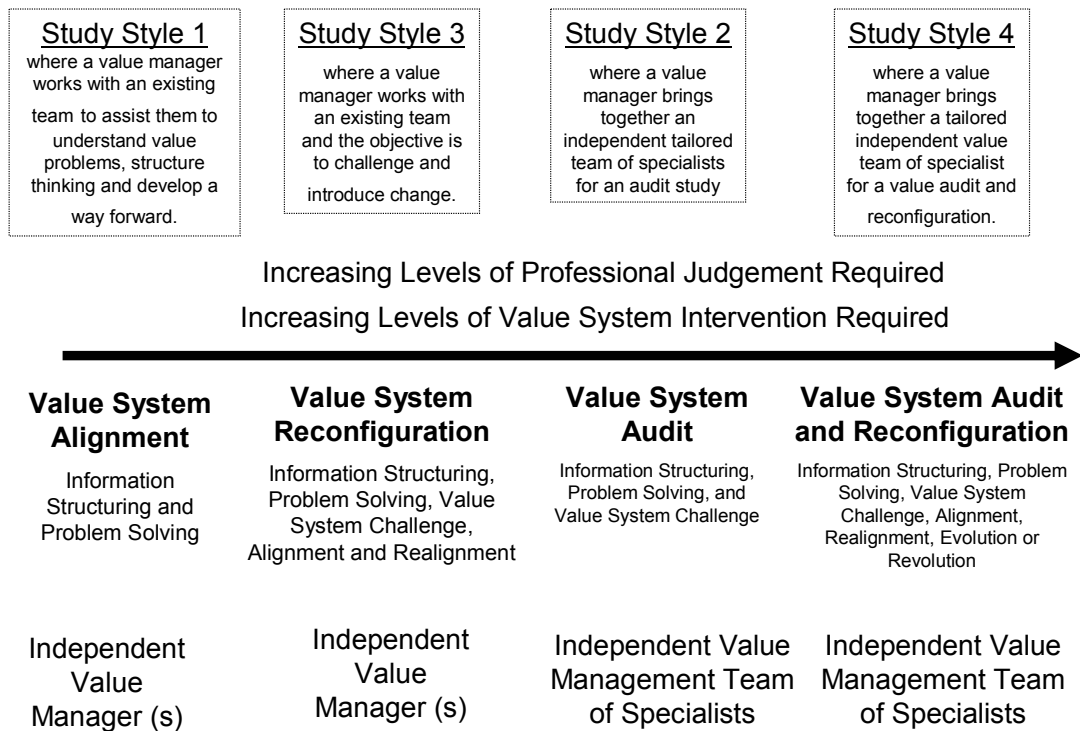 Study Style 1
where a value manager
works with an existing
team to assist them to
understand value
problems, structure
thinking and develop a
way forward.
Study Style 3
where a value
manager works with
an existing team
and the objective is
to challenge and
introduce change.
Study Style 2
where a value
manager brings
together an
independent tailored
team of specialists
for an audit study
Study Style 4
where a value
manager brings
together a tailored
independent value
team of specialist
for a value audit and
reconfiguration.
Increasing Levels of Professional Judgement Required
Increasing Levels of Value System Intervention Required
Value System
Alignment
Information
Structuring and
Problem Solving
Value System
Reconfiguration
Information Structuring,
Problem Solving, Value
System Challenge,
Alignment and Realignment
Value System
Audit
Information Structuring,
Problem Solving, and
Value System Challenge
Value System Audit
and Reconfiguration
Information Structuring, Problem
Solving, Value System
Challenge, Alignment,
Realignment, Evolution or
Revolution
Independent
Value
Manager (s)
Independent
Value
Manager (s)
Independent Value
Management Team
of Specialists
Independent Value
Management Team
of Specialists